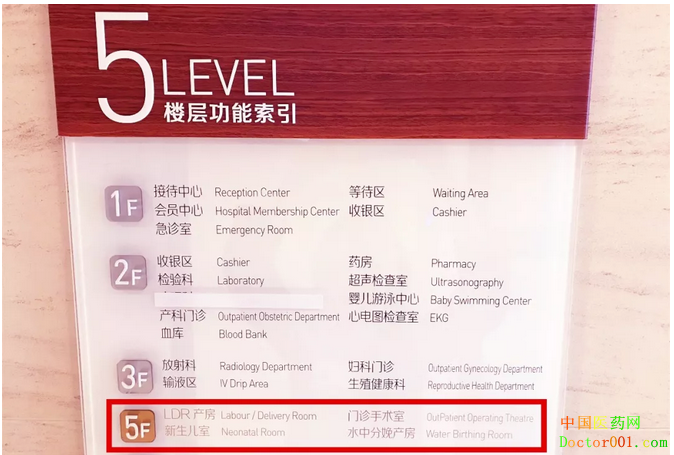 5 LEVEL
楼层功能索引
1F 接待中心 Reception Center 等待区 Waiting Area
会员中心 Hospital Membership Center 收银区 Cashier
急诊室 Emergency Room
2F 收银区 Cashier 药房 Pharmacy
检验科 Laboratory 超声检查室 Ultrasonography
婴儿游泳中心 Baby Swimming Center
产科门诊 Outpatient Obstetric Department 心电图检查室 EKG
血库 Blood Bank
3F 放射科 Radiology Department 妇科门诊 Outpatient Gynecology Department
输液区 IV Drip Area 生殖健康科 Reproductive Health Department
5F LDR 产房 Labour / Delivery Room 门诊手术室 OutPatient Operating Theatre
新生儿室 Neonatal Room 水中分娩产房 Water Birthing Room
中国医药网
Doctor001.com